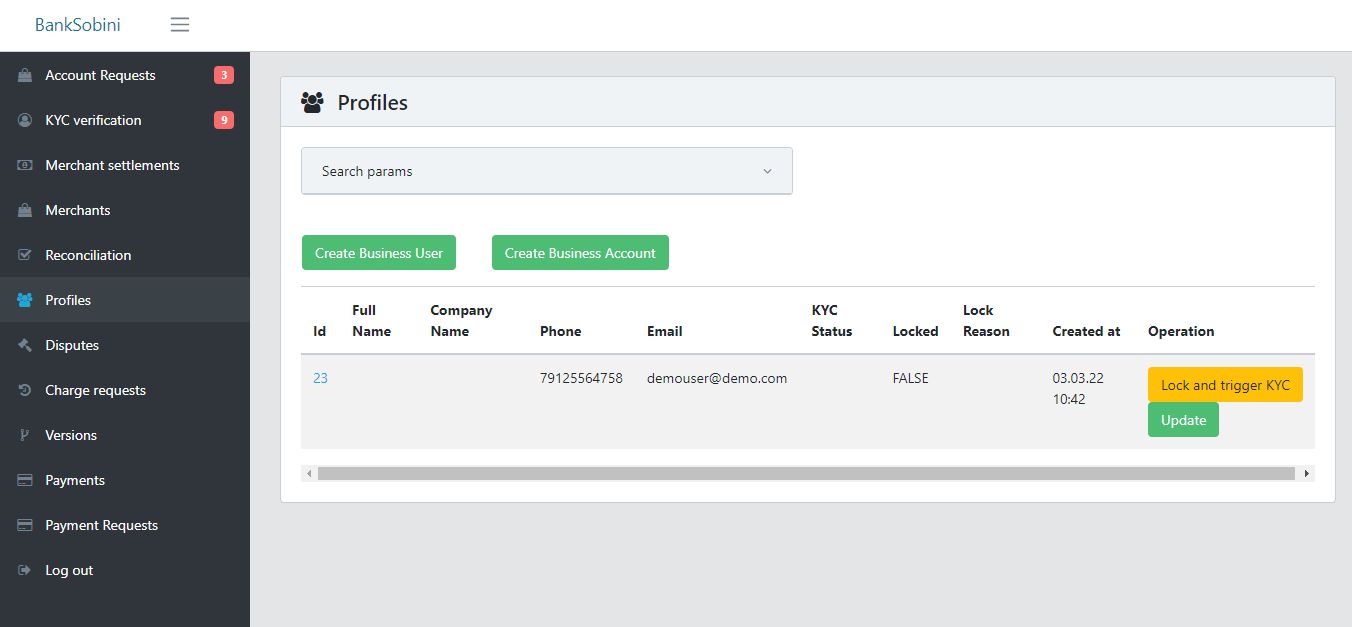 BankSobini
Account Requests 3
KYC verification 9
Merchant settlements
Merchants
Reconciliation
Profiles
Disputes
Charge requests
Versions
Payments
Payment Requests
Log out
Profiles
Search params
Create Business User Create Business Account
Id Full Name Company Name Phone Email KYC Status Locked Lock Reason Created at Operation
23 79125564758 demouser@demo.com FALSE 03.03.22 10:42 Lock and trigger KYC
Update